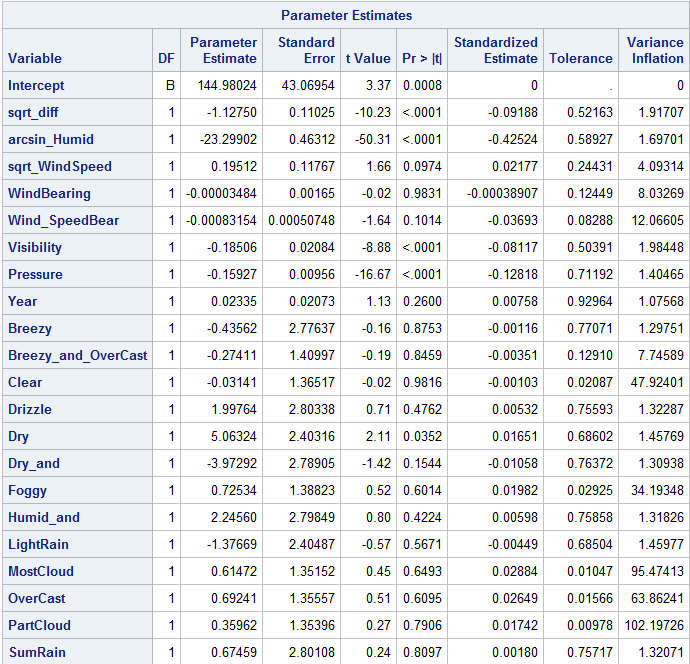 Parameter Estimates
Variable DF Parameter Estimate Standard Error t Value Pr > |t| Standardized Estimate Tolerance Variance Inflation
Intercept B 144.98024 43.06954 3.37 0.0008 0 . 0
sqrt_diff 1 -1.12750 0.11025 -10.23 <.0001 -0.09188 0.52163 1.91707
arcsin_Humid 1 -23.29902 0.46312 -50.31 <.0001 -0.42524 0.58927 1.69701
sqrt_WindSpeed 1 0.19512 0.11767 1.66 0.0974 0.02177 0.24431 4.09314
WindBearing 1 -0.00003484 0.00165 -0.02 0.9831 -0.00038907 0.12449 8.03269
Wind_SpeedBear 1 -0.00083154 0.00050748 -1.64 0.1014 -0.03693 0.08288 12.06605
Visibility 1 -0.18506 0.02084 -8.88 <.0001 -0.08117 0.50391 1.98448
Pressure 1 -0.15927 0.00956 -16.67 <.0001 -0.12818 0.71192 1.40465
Year 1 0.02335 0.02073 1.13 0.2600 0.00758 0.92964 1.07568
Breezy 1 -0.43562 2.77637 -0.16 0.8753 -0.00116 0.77071 1.29751
Breezy_and_OverCast 1 -0.27411 1.40997 -0.19 0.8459 -0.00351 0.12910 7.74589
Clear 1 -0.03141 1.36517 -0.02 0.9816 -0.00103 0.02087 47.92401
Drizzle 1 1.99764 2.80338 0.71 0.4762 0.00532 0.75593 1.32287
Dry 1 5.06324 2.40316 2.11 0.0352 0.01651 0.68602 1.45769
Dry_and 1 -3.97292 2.78905 -1.42 0.1544 -0.01058 0.76372 1.30938
Foggy 1 0.72534 1.38823 0.52 0.6014 0.01982 0.02925 34.19348
Humid_and 1 2.24560 2.79849 0.80 0.4224 0.00598 0.75858 1.31826
LightRain 1 -1.37669 2.40487 -0.57 0.5671 -0.00449 0.68504 1.45977
MostCloud 1 0.61472 1.35152 0.45 0.6493 0.02884 0.01047 95.47413
OverCast 1 0.69241 1.35557 0.51 0.6095 0.02649 0.01566 63.86241
PartCloud 1 0.35962 1.35396 0.27 0.7906 0.01742 0.00978 102.19726
SumRain 1 0.67459 2.80108 0.24 0.8097 0.00180 0.75717 1.32071